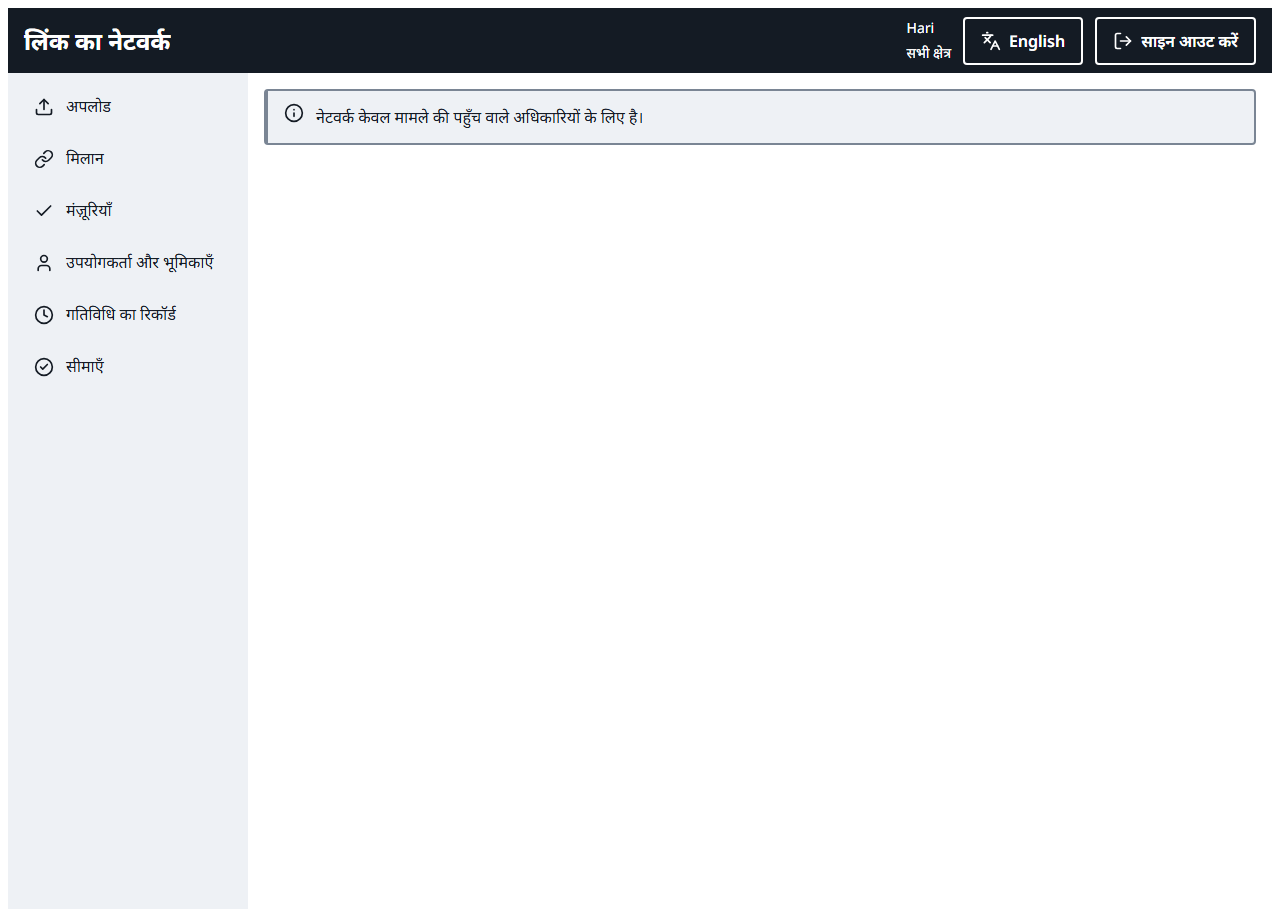 लिंक का नेटवर्क
Hari
सभी क्षेत्र
English
साइन आउट करें
अपलोड
मिलान
मंज़ूरियाँ
उपयोगकर्ता और भूमिकाएँ
गतिविधि का रिकॉर्ड
सीमाएँ
नेटवर्क केवल मामले की पहुँच वाले अधिकारियों के लिए है।